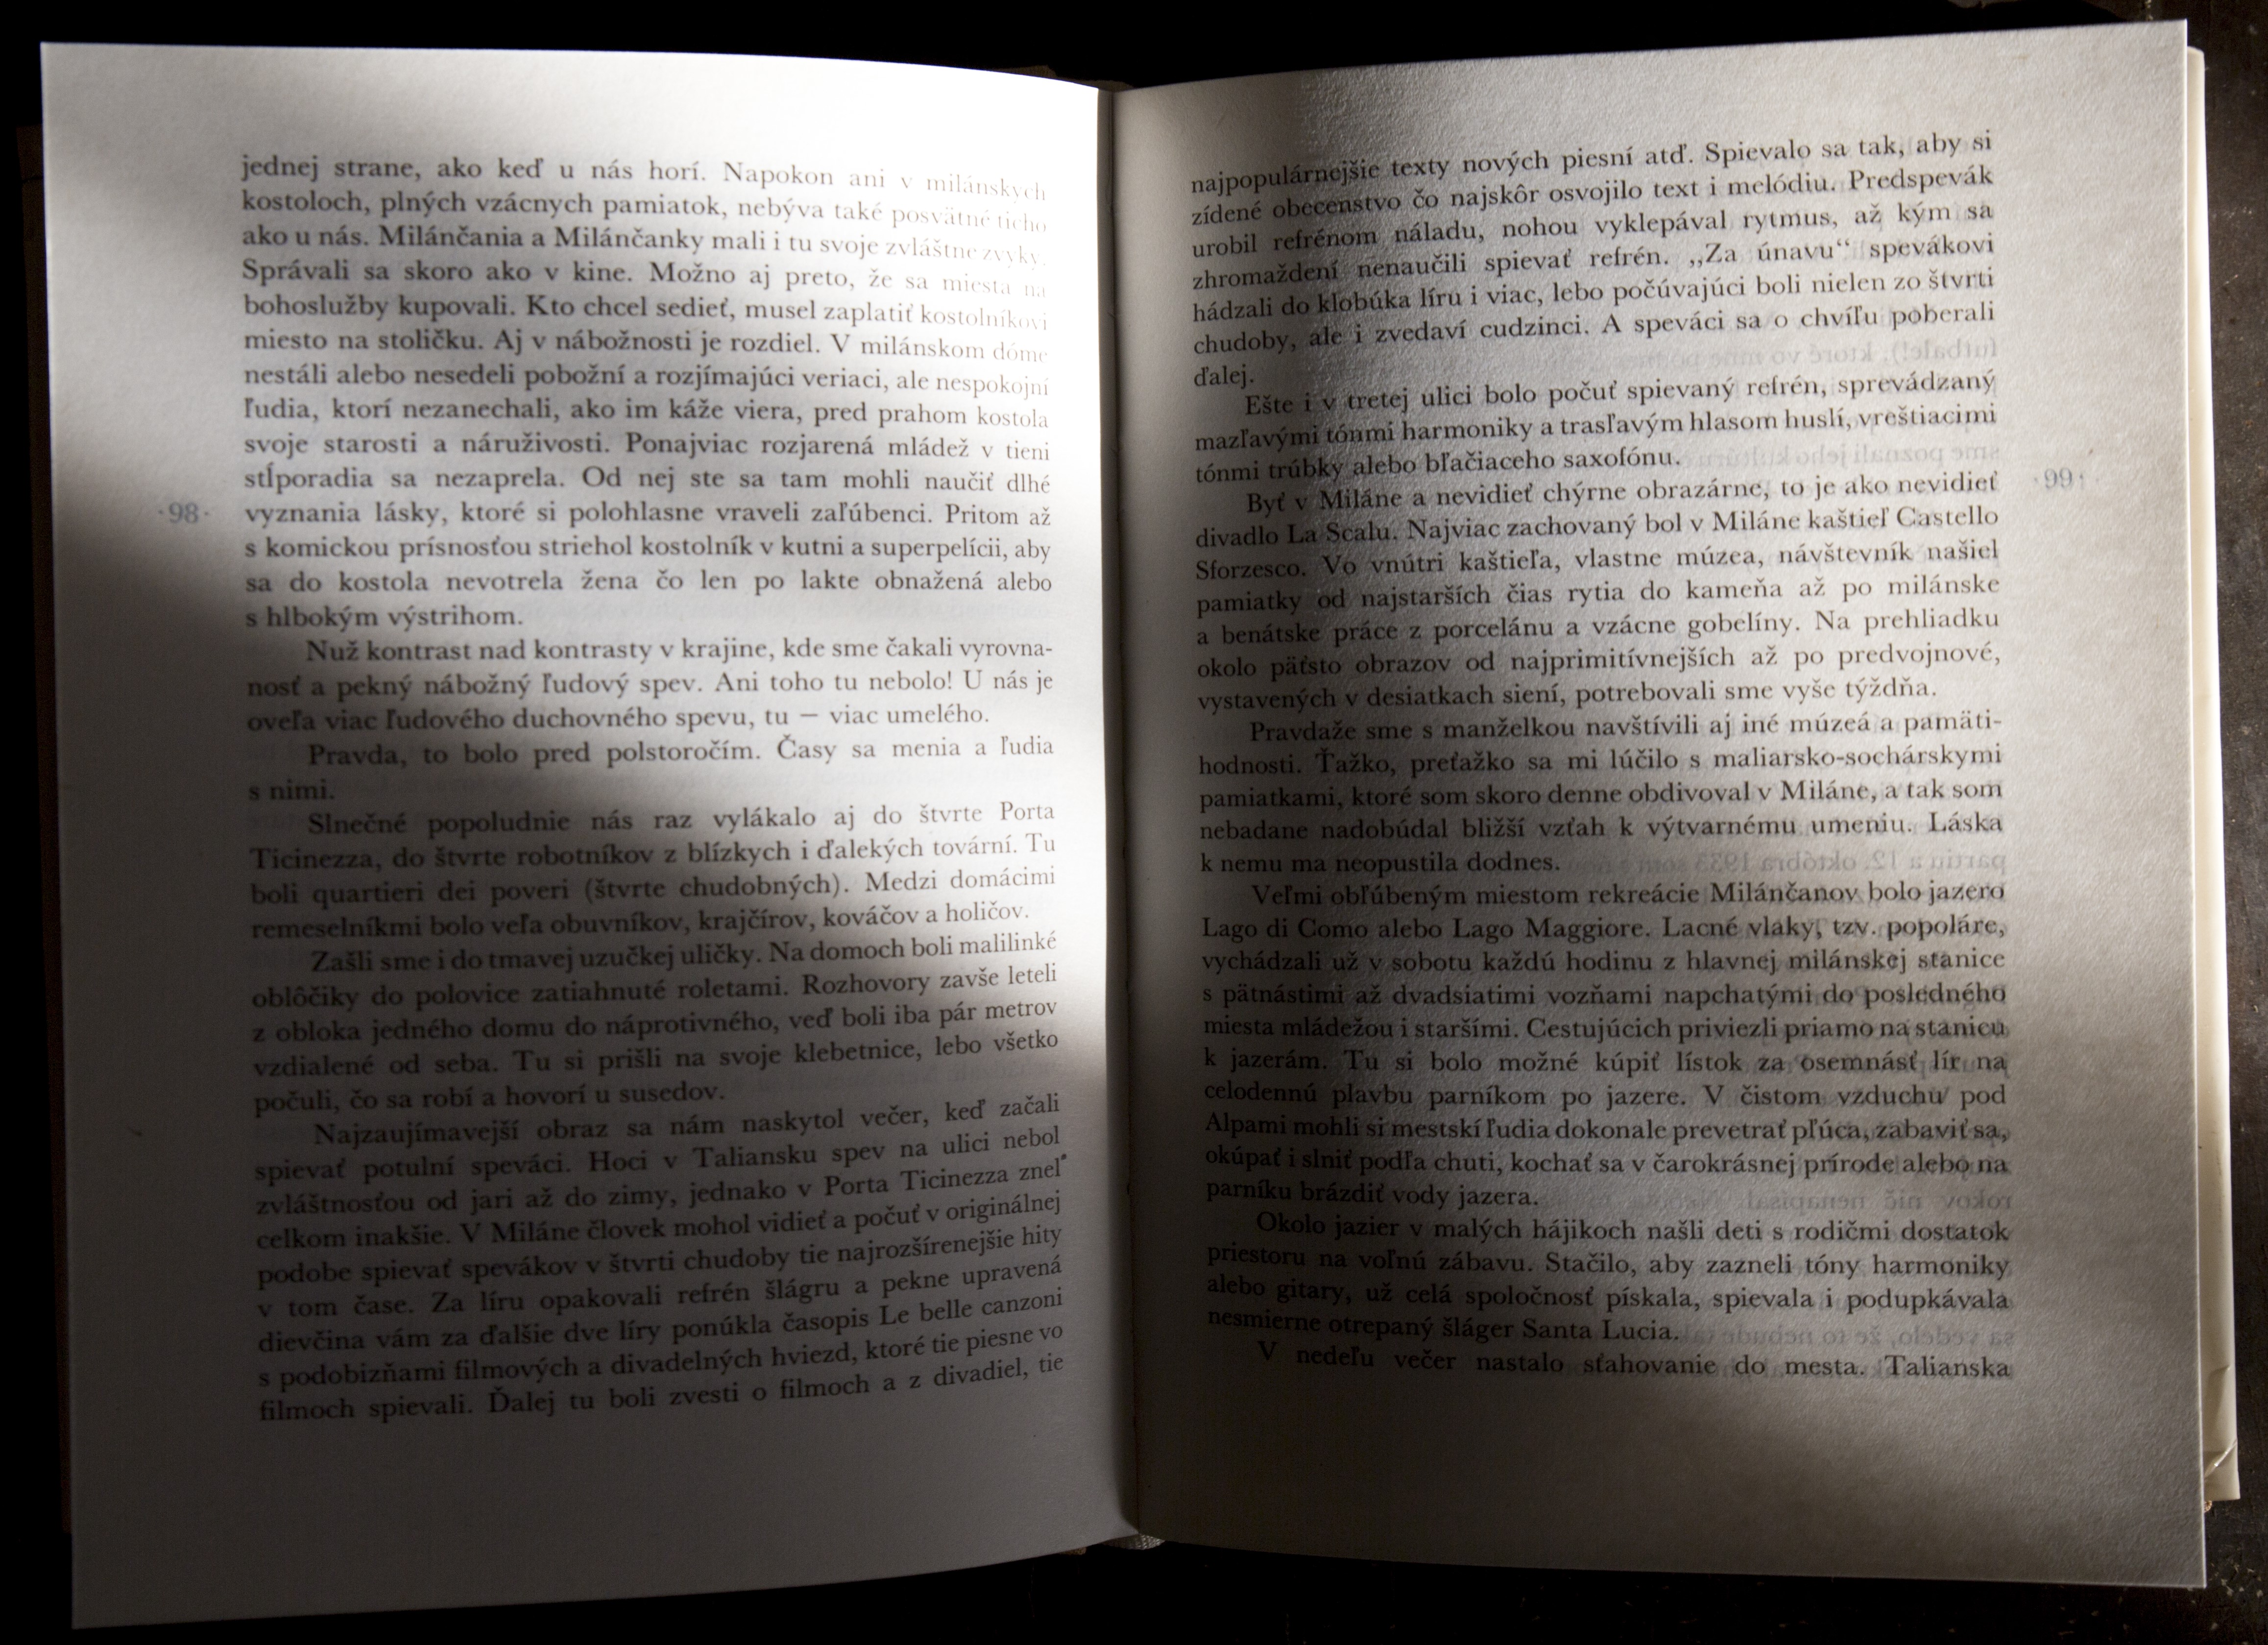 jednej strane, ako keď u nás horí. Napokon ani v milánskych
kostoloch, plných vzácnych pamiatok, nebýva také posvätné ticho
ako u nás. Milánčania a Milánčanky mali i tu svoje zvláštne zvyky.
Správali sa skoro ako v kine. Možno aj preto, že sa miesta na
bohoslužby kupovali. Kto chcel sedieť, musel zaplatiť kostolníkovi
miesto na stoličku. Aj v nábožnosti je rozdiel. V milánskom dóme
nestáli alebo nesedeli pobožní a rozjímajúci veriaci, ale nespokojní
ľudia, ktorí nezanechali, ako im káže viera, pred prahom kostola
svoje starosti a náruživosti. Ponajviac rozjarená mládež v tieni
stĺporadia sa nezaprela. Od nej ste sa tam mohli naučiť dlhé
·98· vyznania lásky, ktoré si polohlasne vraveli zaľúbenci. Pritom až
s komickou prísnosťou striehol kostolník v kutni a superpelícii, aby
sa do kostola nevotrela žena čo len po lakte obnažená alebo
s hlbokým výstrihom.
Nuž kontrast nad kontrasty v krajine, kde sme čakali vyrovna-
nosť a pekný nábožný ľudový spev. Ani toho tu nebolo! U nás je
oveľa viac ľudového duchovného spevu, tu — viac umelého.
Pravda, to bolo pred polstoročím. Časy sa menia a ľudia
s nimi.
Slnečné popoludnie nás raz vylákalo aj do štvrte Porta
Ticinezza, do štvrte robotníkov z blízkych i ďalekých tovární. Tu
boli quartieri dei poveri (štvrte chudobných). Medzi domácimi
remeselníkmi bolo veľa obuvníkov, krajčírov, kováčov a holičov.
Zašli sme i do tmavej uzučkej uličky. Na domoch boli malilinké
oblôčiky do polovice zatiahnuté roletami. Rozhovory zavše leteli
z obloka jedného domu do náprotivného, veď boli iba pár metrov
vzdialené od seba. Tu si prišli na svoje klebetnice, lebo všetko
počuli, čo sa robí a hovorí u susedov.
Najzaujímavejší obraz sa nám naskytol večer, keď začali
spievať potulní speváci. Hoci v Taliansku spev na ulici nebol
zvláštnosťou od jari až do zimy, jednako v Porta Ticinezza znel
celkom inakšie. V Miláne človek mohol vidieť a počuť v originálnej
podobe spievať spevákov v štvrti chudoby tie najrozšírenejšie hity
v tom čase. Za líru opakovali refrén šlágru a pekne upravená
dievčina vám za ďalšie dve líry ponúkla časopis Le belle canzoni
s podobizňami filmových a divadelných hviezd, ktoré tie piesne vo
filmoch spievali. Ďalej tu boli zvesti o filmoch a z divadiel, tie
najpopulárnejšie texty nových piesní atď. Spievalo sa tak, aby si
zídené obecenstvo čo najskôr osvojilo text i melódiu. Predspevák
urobil refrénom náladu, nohou vyklepával rytmus, až kým sa
zhromaždení nenaučili spievať refrén. „Za únavu“ spevákovi
hádzali do klobúka líru i viac, lebo počúvajúci boli nielen zo štvrti
chudoby, ale i zvedaví cudzinci. A speváci sa o chvíľu poberali
ďalej.
Ešte i v tretej ulici bolo počuť spievaný refrén, sprevádzaný
mazľavými tónmi harmoniky a trasľavým hlasom huslí, vreštiacimi
tónmi trúbky alebo bľačiaceho saxofónu.
Byť v Miláne a nevidieť chýrne obrazárne, to je ako nevidieť ·99·
divadlo La Scalu. Najviac zachovaný bol v Miláne kaštieľ Castello
Sforzesco. Vo vnútri kaštieľa, vlastne múzea, návštevník našiel
pamiatky od najstarších čias rytia do kameňa až po milánske
a benátske práce z porcelánu a vzácne gobelíny. Na prehliadku
okolo päťsto obrazov od najprimitívnejších až po predvojnové,
vystavených v desiatkach siení, potrebovali sme vyše týždňa.
Pravdaže sme s manželkou navštívili aj iné múzeá a pamäti-
hodnosti. Ťažko, preťažko sa mi lúčilo s maliarsko-sochárskymi
pamiatkami, ktoré som skoro denne obdivoval v Miláne, a tak som
nebadane nadobúdal bližší vzťah k výtvarnému umeniu. Láska
k nemu ma neopustila dodnes.
Veľmi obľúbeným miestom rekreácie Milánčanov bolo jazero
Lago di Como alebo Lago Maggiore. Lacné vlaky, tzv. popoláre,
vychádzali už v sobotu každú hodinu z hlavnej milánskej stanice
s pätnástimi až dvadsiatimi vozňami napchatými do posledného
miesta mládežou i staršími. Cestujúcich priviezli priamo na stanicu
k jazerám. Tu si bolo možné kúpiť lístok za osemnásť lír na
celodennú plavbu parníkom po jazere. V čistom vzduchu pod
Alpami mohli si mestskí ľudia dokonale prevetrať pľúca, zabaviť sa,
okúpať i slniť podľa chuti, kochať sa v čarokrásnej prírode alebo na
parníku brázdiť vody jazera.
Okolo jazier v malých hájikoch našli deti s rodičmi dostatok
priestoru na voľnú zábavu. Stačilo, aby zazneli tóny harmoniky
alebo gitary, už celá spoločnosť pískala, spievala i podupkávala
nesmierne otrepaný šláger Santa Lucia.
V nedeľu večer nastalo sťahovanie do mesta. Talianska